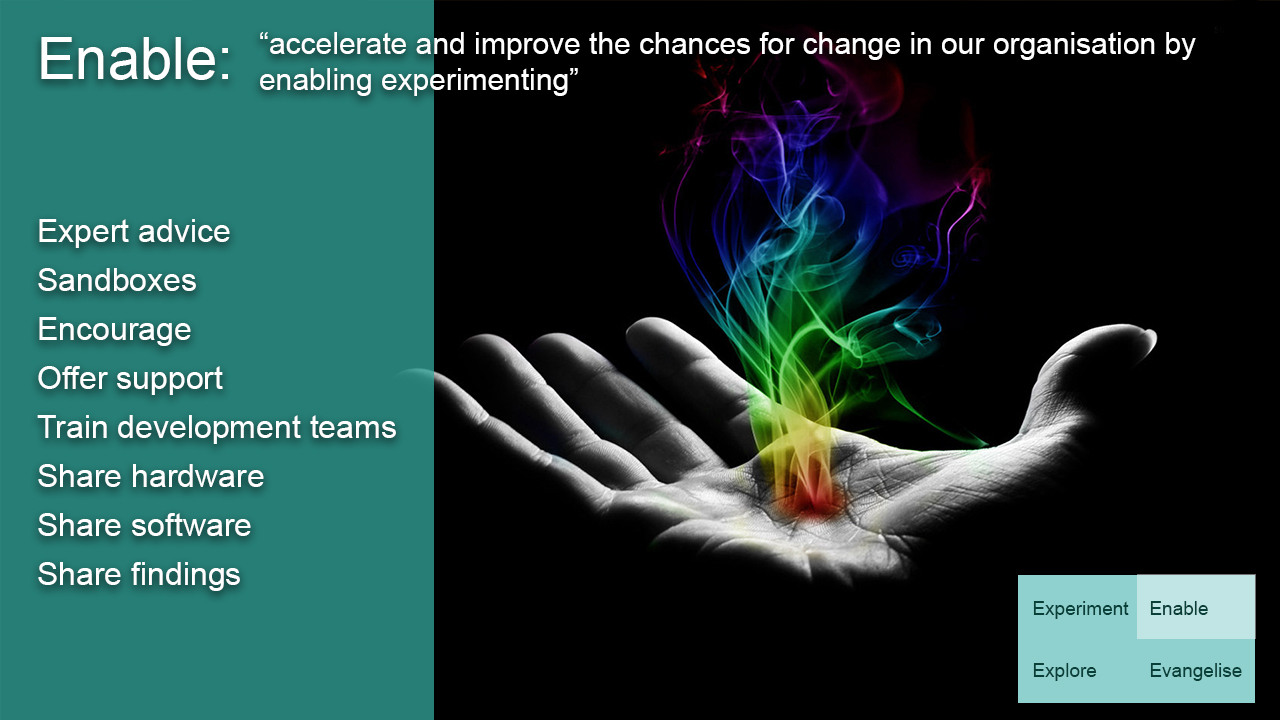 Enable:
“accelerate and improve the chances for change in our organisation by
enabling experimenting”
Expert advice
Sandboxes
Encourage
Offer support
Train development teams
Share hardware
Share software
Share findings
Experiment Enable
Explore Evangelise